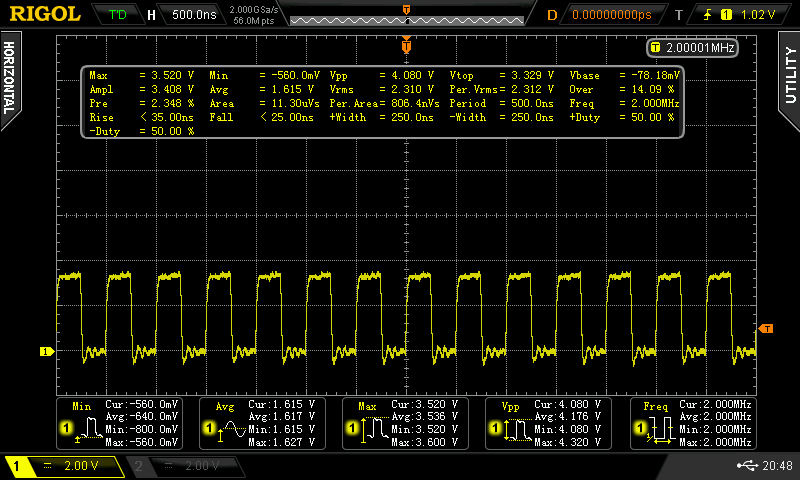 RIGOL T'D H 500.0ns 2.000GSa/s 56.0M pts D 0.00000000ps T 1 1.02 V
HORIZONTAL
UTILITY
T
T 2.00001MHz
Max = 3.520 V Min = -560.0mV Vpp = 4.080 V Vtop = 3.329 V Vbase = -78.18mV
Ampl = 3.408 V Avg = 1.615 V Vrms = 2.310 V Per.Vrms= 2.312 V Over = 14.09 %
Pre = 2.348 % Area = 11.30uVs Per.Area= 806.4nVs Period = 500.0ns Freq = 2.000MHz
Rise < 35.00ns Fall < 25.00ns +Width = 250.0ns -Width = 250.0ns +Duty = 50.00 %
-Duty = 50.00 %
T
1
Min Cur:-560.0mV
Avg:-640.0mV
1 Min:-800.0mV
Max:-560.0mV
Avg Cur:1.615 V
Avg:1.617 V
1 Min:1.615 V
Max:1.627 V
Max Cur:3.520 V
Avg:3.536 V
1 Min:3.520 V
Max:3.600 V
Vpp Cur:4.080 V
Avg:4.176 V
1 Min:4.080 V
Max:4.320 V
Freq Cur:2.000MHz
Avg:2.000MHz
1 Min:2.000MHz
Max:2.000MHz
1 2.00 V 2 2.00 V 20:48